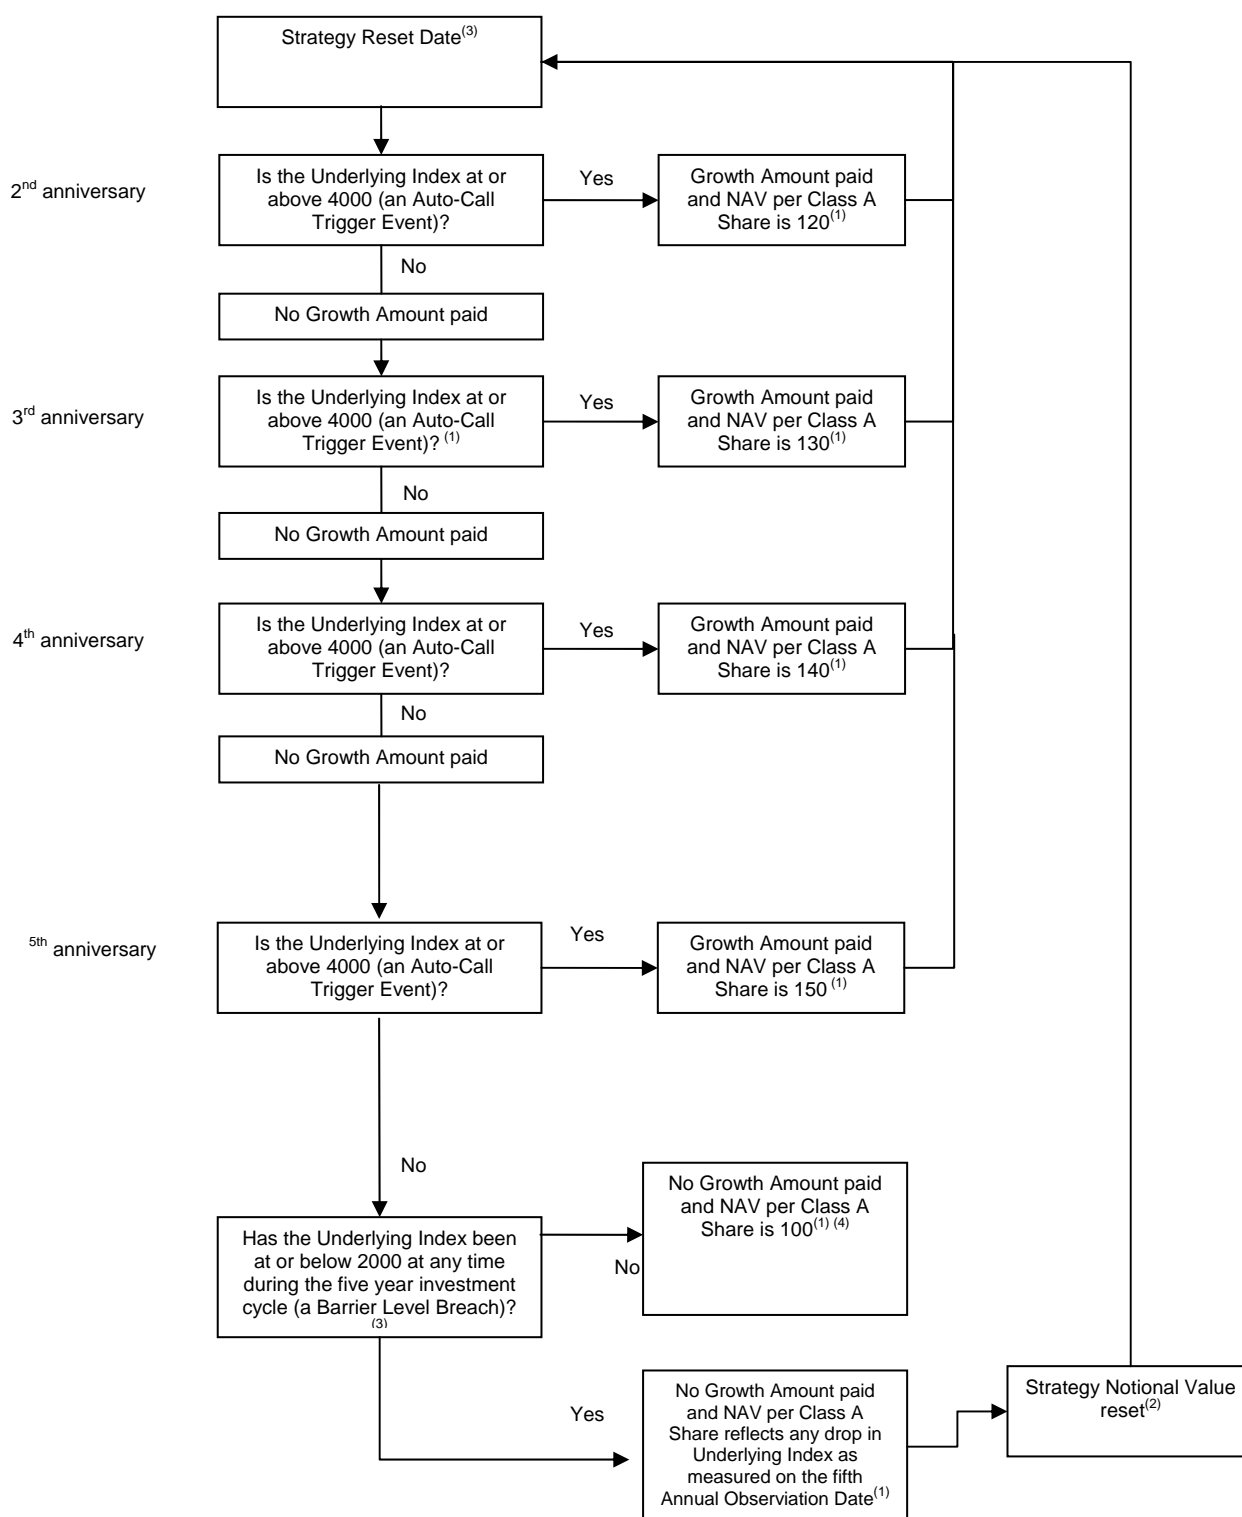 Strategy Reset Date(3)
2nd anniversary
Is the Underlying Index at or
above 4000 (an Auto-Call
Trigger Event)?
Yes
Growth Amount paid
and NAV per Class A
Share is 120(1)
No
No Growth Amount paid
3rd anniversary
Is the Underlying Index at or
above 4000 (an Auto-Call
Trigger Event)? (1)
Yes
Growth Amount paid
and NAV per Class A
Share is 130(1)
No
No Growth Amount paid
4th anniversary
Is the Underlying Index at or
above 4000 (an Auto-Call
Trigger Event)?
Yes
Growth Amount paid
and NAV per Class A
Share is 140(1)
No
No Growth Amount paid
5th anniversary
Is the Underlying Index at or
above 4000 (an Auto-Call
Trigger Event)?
Yes
Growth Amount paid
and NAV per Class A
Share is 150 (1)
No
Has the Underlying Index been
at or below 2000 at any time
during the five year investment
cycle (a Barrier Level Breach)?
(3)
No
No Growth Amount paid
and NAV per Class A
Share is 100(1) (4)
Yes
No Growth Amount paid
and NAV per Class A
Share reflects any drop in
Underlying Index as
measured on the fifth
Annual Observiation Date(1)
Strategy Notional Value
reset(2)